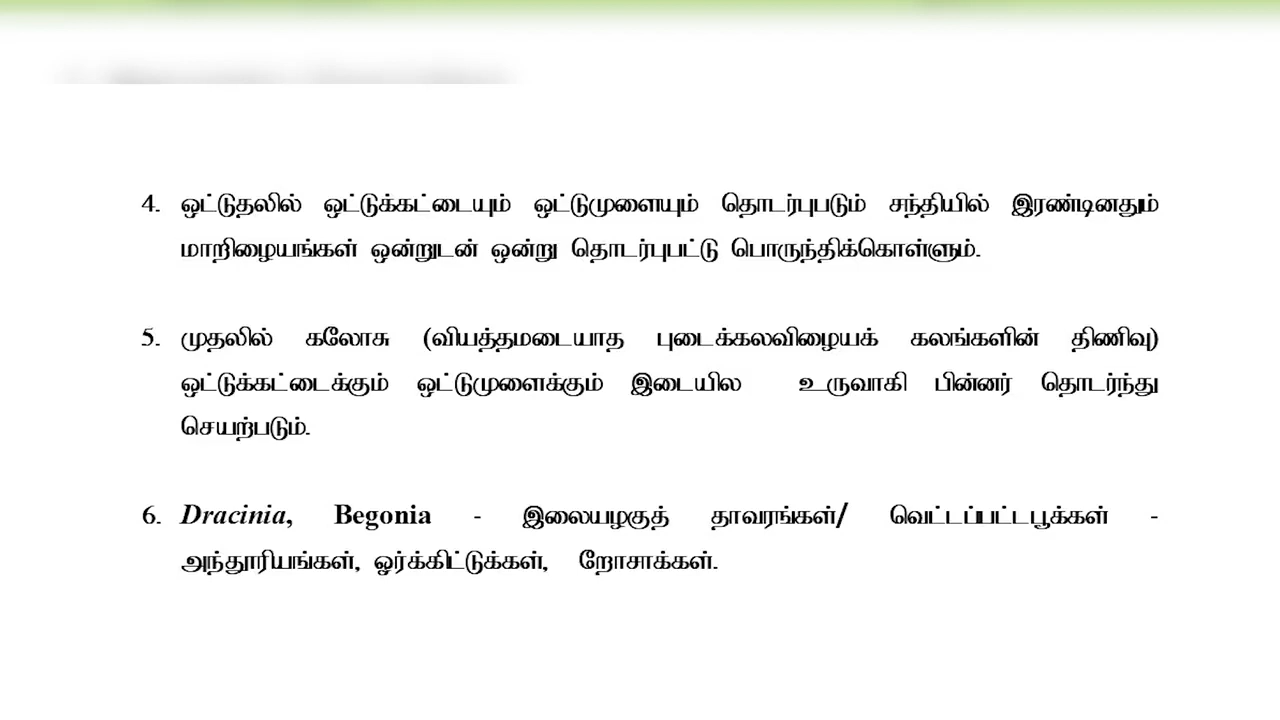 4. ஒட்டுதலில் ஒட்டுக்கட்டையும் ஒட்டுமுளையும் தொடர்புபடும் சந்தியில் இரண்டினதும்
மாறிழையங்கள் ஒன்றுடன் ஒன்று தொடர்புபட்டு பொருந்திக்கொள்ளும்.
5. முதலில் கலோசு (வியத்தமடையாத புடைக்கலவிழையக் கலங்களின் திணிவு)
ஒட்டுக்கட்டைக்கும் ஒட்டுமுளைக்கும் இடையில உருவாகி பின்னர் தொடர்ந்து
செயற்படும்.
6. Dracinia, Begonia - இலையழகுத் தாவரங்கள்/ வெட்டப்பட்டபூக்கள் -
அந்தூரியங்கள், ஓர்க்கிட்டுக்கள், றோசாக்கள்.